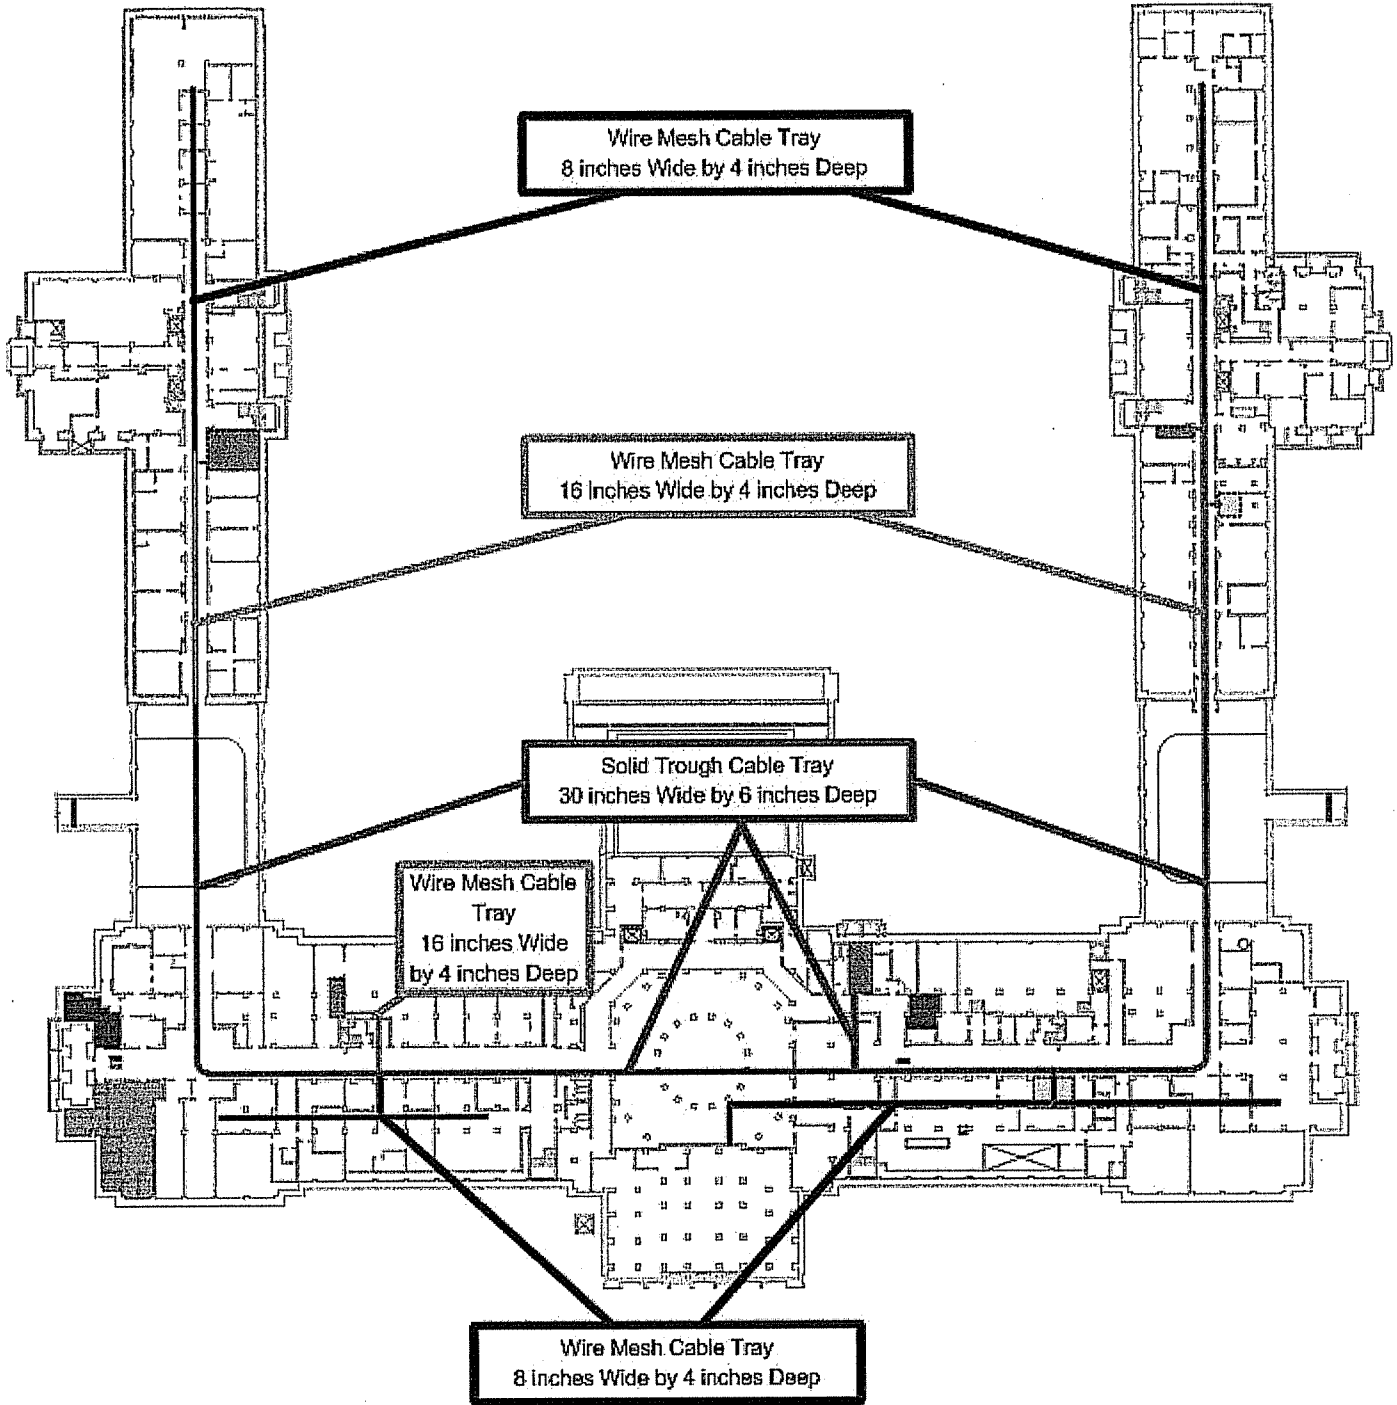 Wire Mesh Cable Tray
8 inches Wide by 4 inches Deep
Wire Mesh Cable Tray
16 inches Wide by 4 inches Deep
Solid Trough Cable Tray
30 inches Wide by 6 inches Deep
Wire Mesh Cable
Tray
16 inches Wide
by 4 inches Deep
Wire Mesh Cable Tray
8 inches Wide by 4 inches Deep